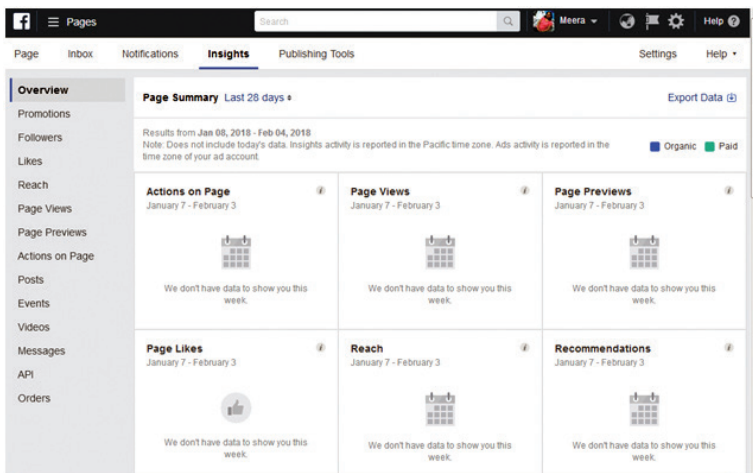 f Pages Search Meera Help
Page Inbox Notifications Insights Publishing Tools Settings Help
Overview
Promotions
Followers
Likes
Reach
Page Views
Page Previews
Actions on Page
Posts
Events
Videos
Messages
API
Orders
Page Summary Last 28 days Export Data
Results from Jan 08, 2018 - Feb 04, 2018
Note: Does not include today's data. Insights activity is reported in the Pacific time zone. Ads activity is reported in the
time zone of your ad account.
Organic Paid
Actions on Page
January 7 - February 3
We don't have data to show you this
week.
Page Views
January 7 - February 3
We don't have data to show you this
week.
Page Previews
January 7 - February 3
We don't have data to show you this
week.
Page Likes
January 7 - February 3
We don't have data to show you this
week.
Reach
January 7 - February 3
We don't have data to show you this
week.
Recommendations
January 7 - February 3
We don't have data to show you this
week.